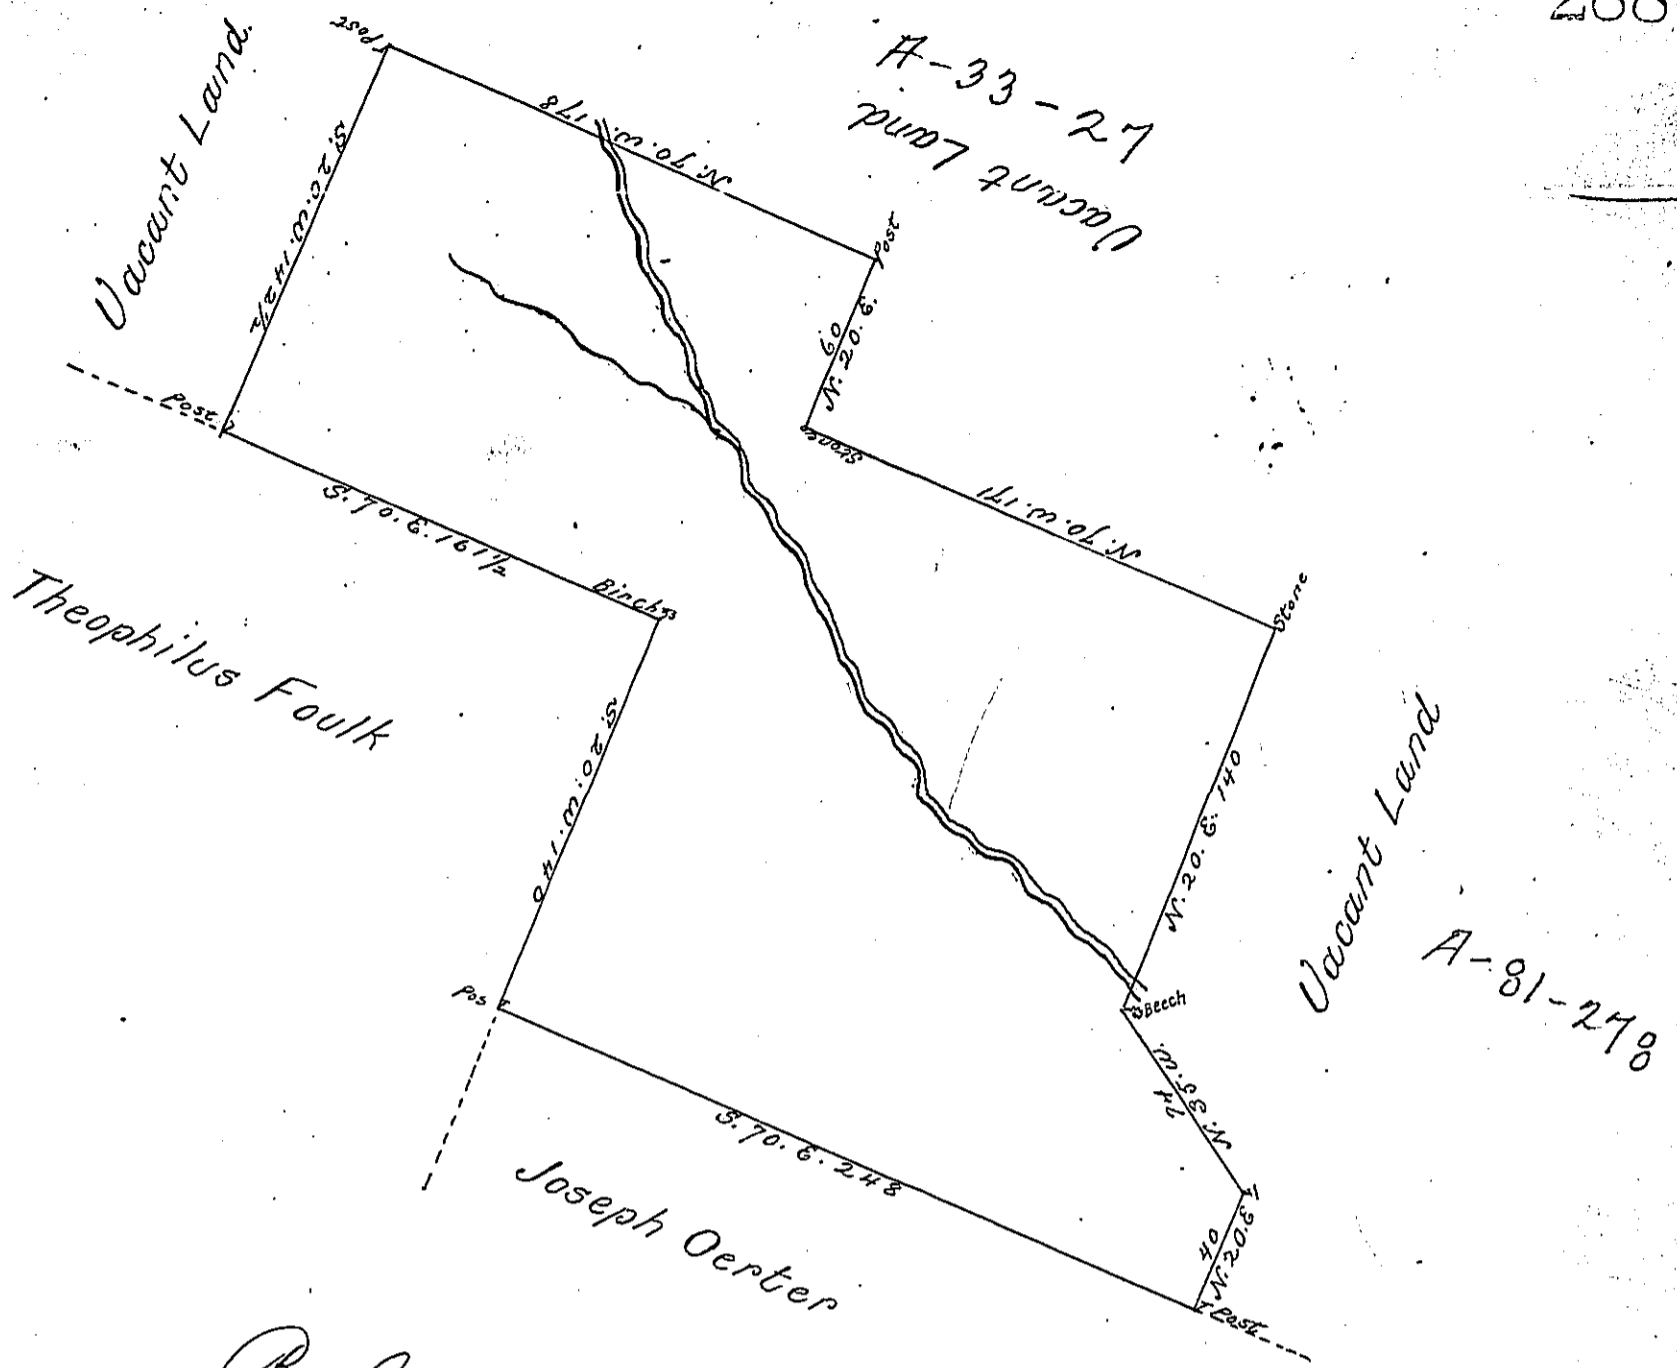 Post
Vacant Land.
A-33-27
Vacant Land
N. 70. W. 178
S. 20. W. 142½
Post
60
N. 20. E.
Post
Stone
S. 70. E. 161½
Birch
N. 70. W. 171
Stone
Theophilus Foulk
S. 20. W. 140
N. 20. E. 140
Vacant Land
A-81-278
Pos
Beech
N. 55. W.
74
S. 70. E. 248
Joseph Oerter
40
N. 20. E
Post